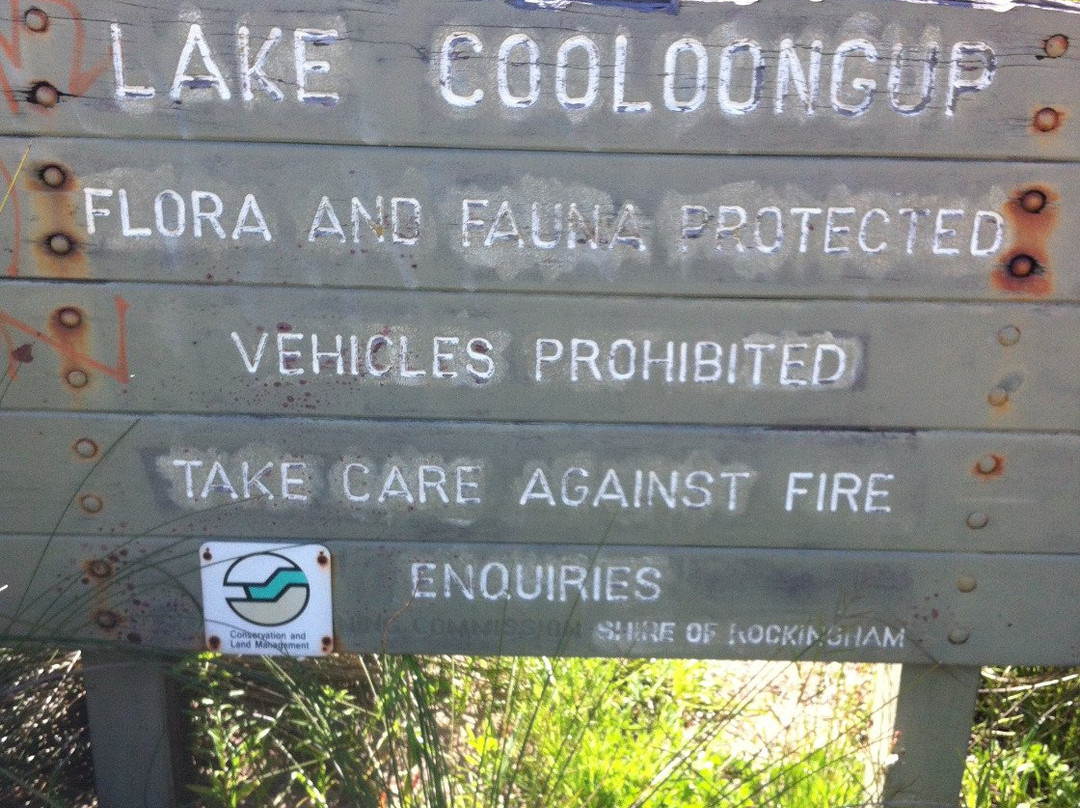 LAKE COOLOONGUP
FLORA AND FAUNA PROTECTED
VEHICLES PROHIBITED
TAKE CARE AGAINST FIRE
ENQUIRIES
COMMISSION SHIRE OF ROCKINGHAM
Conservation and
Land Management